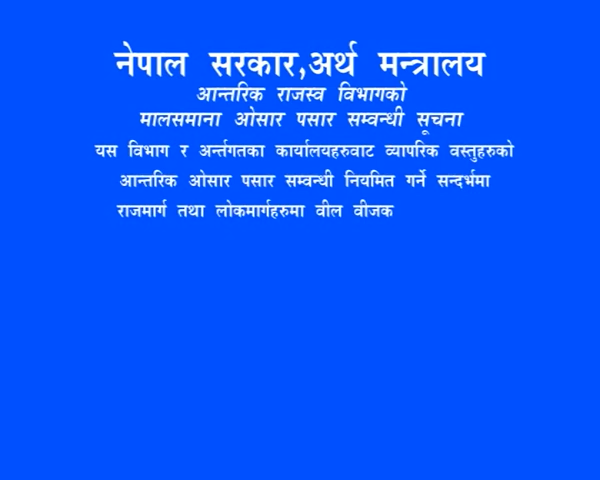 नेपाल सरकार,अर्थ मन्त्रालय
आन्तरिक राजस्व विभागको
मालसमाना ओसार पसार सम्वन्धी सूचना
यस विभाग र अर्न्तगतका कार्यालयहरुवाट व्यापरिक वस्तुहरुको
आन्तरिक ओसार पसार सम्वन्धी नियमित गर्ने सन्दर्भमा
राजमार्ग तथा लोकमार्गहरुमा वील वीजक